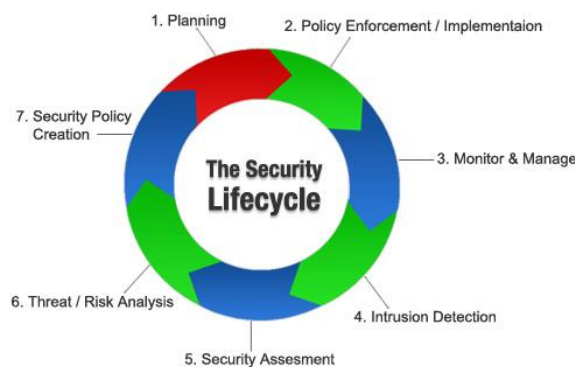 1. Planning
2. Policy Enforcement / Implementaion
7. Security Policy
Creation
The Security
Lifecycle
3. Monitor & Manage
6. Threat / Risk Analysis
4. Intrusion Detection
5. Security Assesment